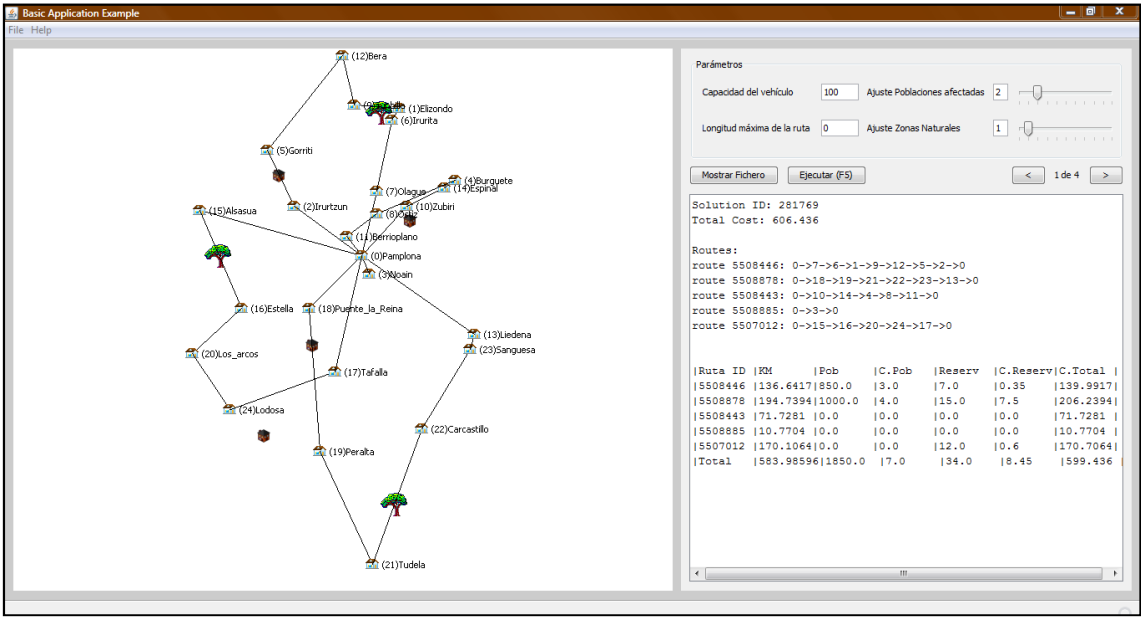 Basic Application Example
File Help
(12)Bera
(1)Elizondo
(6)Irurita
(5)Gorriti
(4)Burguete
(7)Olague
(14)Espinal
(2)Irurtzun
(10)Zubiri
(15)Alsasua
(8)Ostiz
(11)Berrioplano
(0)Pamplona
(3)Noain
(16)Estella
(18)Puente_la_Reina
(13)Liedena
(23)Sanguesa
(20)Los_arcos
(17)Tafalla
(24)Lodosa
(22)Carcastillo
(19)Peralta
(21)Tudela
Parámetros
Capacidad del vehículo 100 Ajuste Poblaciones afectadas 2
Longitud máxima de la ruta 0 Ajuste Zonas Naturales 1
Mostrar Fichero Ejecutar (F5) < 1 de 4 >
Solution ID: 281769
Total Cost: 606.436
Routes:
route 5508446: 0->7->6->1->9->12->5->2->0
route 5508878: 0->18->19->21->22->23->13->0
route 5508443: 0->10->14->4->8->11->0
route 5508885: 0->3->0
route 5507012: 0->15->16->20->24->17->0
|Ruta ID |KM |Pob |C.Pob |Reserv |C.Reserv|C.Total |
|5508446 |136.6417|850.0 |3.0 |7.0 |0.35 |139.9917|
|5508878 |194.7394|1000.0 |4.0 |15.0 |7.5 |206.2394|
|5508443 |71.7281 |0.0 |0.0 |0.0 |0.0 |71.7281 |
|5508885 |10.7704 |0.0 |0.0 |0.0 |0.0 |10.7704 |
|5507012 |170.1064|0.0 |0.0 |12.0 |0.6 |170.7064|
|Total |583.98596|1850.0 |7.0 |34.0 |8.45 |599.436 |